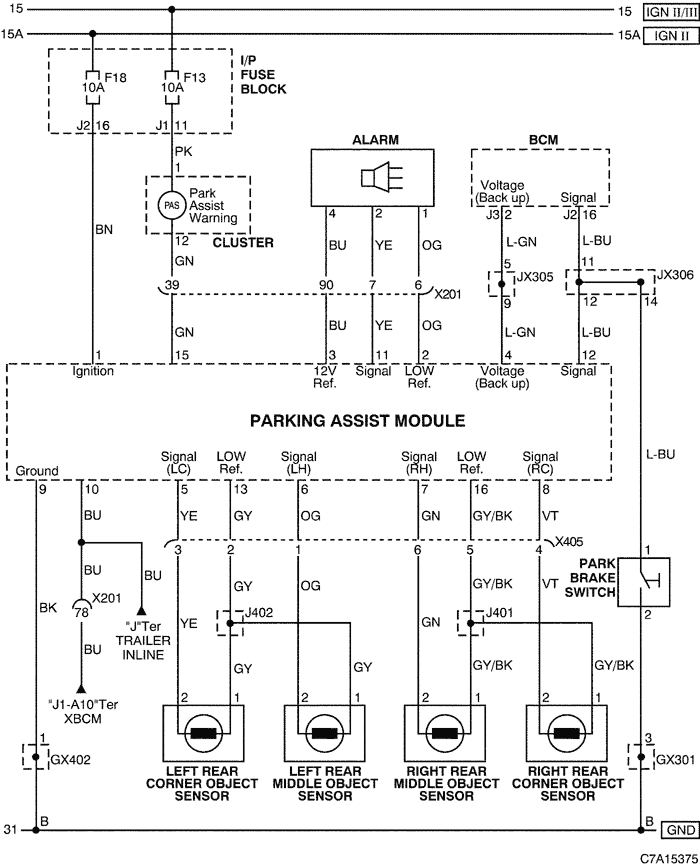 15 15 IGN II/III
15A 15A IGN II
I/P
FUSE
BLOCK
F18 F13
10A 10A
J2 16 J1 11
PK
1
PAS
Park
Assist
Warning
12 CLUSTER
GN
BN
ALARM
4 2 1
BU YE OG
39 90 7 6 X201
GN BU YE OG
BCM
Voltage
(Back up)
Signal
J3 2 J2 16
L-GN L-BU
5 JX305 11 JX306
9 12 14
L-GN L-BU
1 15 3 11 2 4 12
Ignition 12V
Ref. Signal LOW
Ref. Voltage
(Back up) Signal
PARKING ASSIST MODULE
L-BU
Ground Signal
(LC) LOW
Ref. Signal
(LH) Signal
(RH) LOW
Ref. Signal
(RC)
9 10 5 13 6 7 16 8
BU YE GY OG GN GY/BK VT
3 2 1 6 5 4 X405
BU BU
GY OG GY/BK VT
BK
X201
78
BU
"J"Ter
TRAILER
INLINE
"J1-A10"Ter
XBCM
YE J402 GN J401
GY GY GY/BK GY/BK
1
PARK
BRAKE
SWITCH
2
2 1 2 1 2 1 2 1
1 GX402
3 GX301
LEFT REAR
CORNER OBJECT
SENSOR
LEFT REAR
MIDDLE OBJECT
SENSOR
RIGHT REAR
MIDDLE OBJECT
SENSOR
RIGHT REAR
CORNER OBJECT
SENSOR
31 B B GND
C7A15375